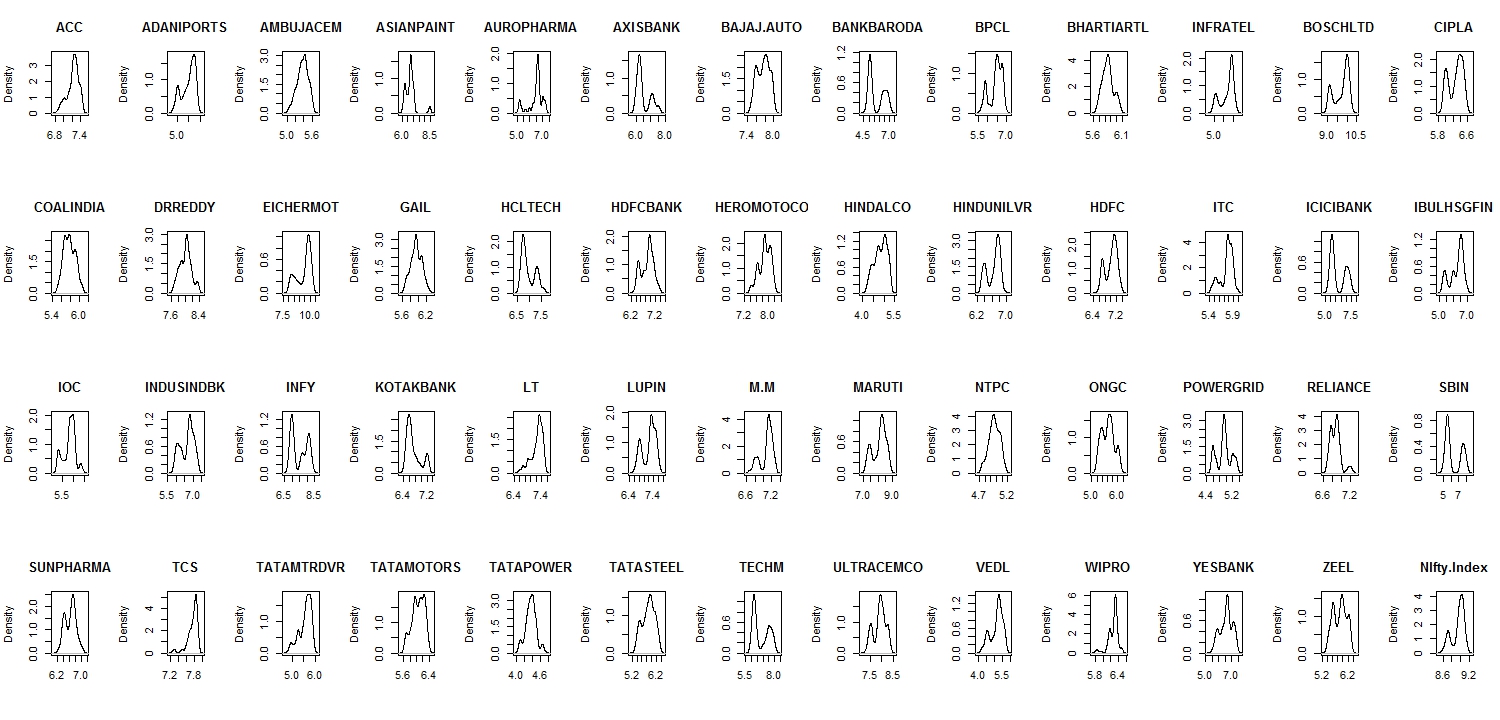 ACC ADANIPORTS AMBUJACEM ASIANPAINT AUROPHARMA AXISBANK BAJAJ.AUTO BANKBARODA BPCL BHARTIARTL INFRATEL BOSCHLTD CIPLA
Density 0 1 2 3 Density 0.0 1.0 Density 0.0 1.5 3.0 Density 0.0 1.0 Density 0.0 1.0 2.0 Density 0.0 1.0 Density 0.0 1.0 2.0 Density 0.0 0.6 1.2 Density 0.0 1.0 Density 0 2 4 Density 0.0 1.0 2.0 Density 0.0 1.0 Density 0.0 1.0 2.0
6.8 7.4 5.0 5.0 5.6 6.0 8.5 5.0 7.0 6.0 8.0 7.4 8.0 4.5 7.0 5.5 7.0 5.6 6.1 5.0 9.0 10.5 5.8 6.6
COALINDIA DRREDDY EICHERMOT GAIL HCLTECH HDFCBANK HEROMOTOCO HINDALCO HINDUNILVR HDFC ITC ICICIBANK IBULHSGFIN
Density 0.0 1.5 Density 0.0 1.5 3.0 Density 0.0 0.6 Density 0.0 1.5 3.0 Density 0.0 1.0 2.0 Density 0.0 1.0 2.0 Density 0.0 1.0 2.0 Density 0.0 0.6 1.2 Density 0.0 1.5 3.0 Density 0.0 1.0 2.0 Density 0 2 4 Density 0.0 0.6 Density 0.0 0.6 1.2
5.4 6.0 7.6 8.4 7.5 10.0 5.6 6.2 6.5 7.5 6.2 7.2 7.2 8.0 4.0 5.5 6.2 7.0 6.4 7.2 5.4 5.9 5.0 7.5 5.0 7.0
IOC INDUSINDBK INFY KOTAKBANK LT LUPIN M.M MARUTI NTPC ONGC POWERGRID RELIANCE SBIN
Density 0.0 1.0 2.0 Density 0.0 0.6 1.2 Density 0.0 0.6 1.2 Density 0.0 1.5 Density 0.0 1.0 Density 0.0 1.0 2.0 Density 0 2 4 Density 0.0 0.6 Density 0 1 2 3 4 Density 0.0 1.0 Density 0.0 1.5 3.0 Density 0 1 2 3 4 Density 0.0 0.4 0.8
5.5 5.5 7.0 6.5 8.5 6.4 7.2 6.4 7.4 6.4 7.4 6.6 7.2 7.0 9.0 4.7 5.2 5.0 6.0 4.4 5.2 6.6 7.2 5 7
SUNPHARMA TCS TATAMTRDVR TATAMOTORS TATAPOWER TATASTEEL TECHM ULTRACEMCO VEDL WIPRO YESBANK ZEEL NIfty.Index
Density 0.0 1.0 2.0 Density 0 2 4 Density 0.0 1.0 Density 0.0 1.0 Density 0.0 1.5 3.0 Density 0.0 1.0 Density 0.0 0.6 Density 0.0 1.0 2.0 Density 0.0 0.6 1.2 Density 0 2 4 6 Density 0.0 0.6 Density 0.0 1.0 Density 0 1 2 3 4
6.2 7.0 7.2 7.8 5.0 6.0 5.6 6.4 4.0 4.6 5.2 6.2 5.5 8.0 7.5 8.5 4.0 5.5 5.8 6.4 5.0 7.0 5.2 6.2 8.6 9.2